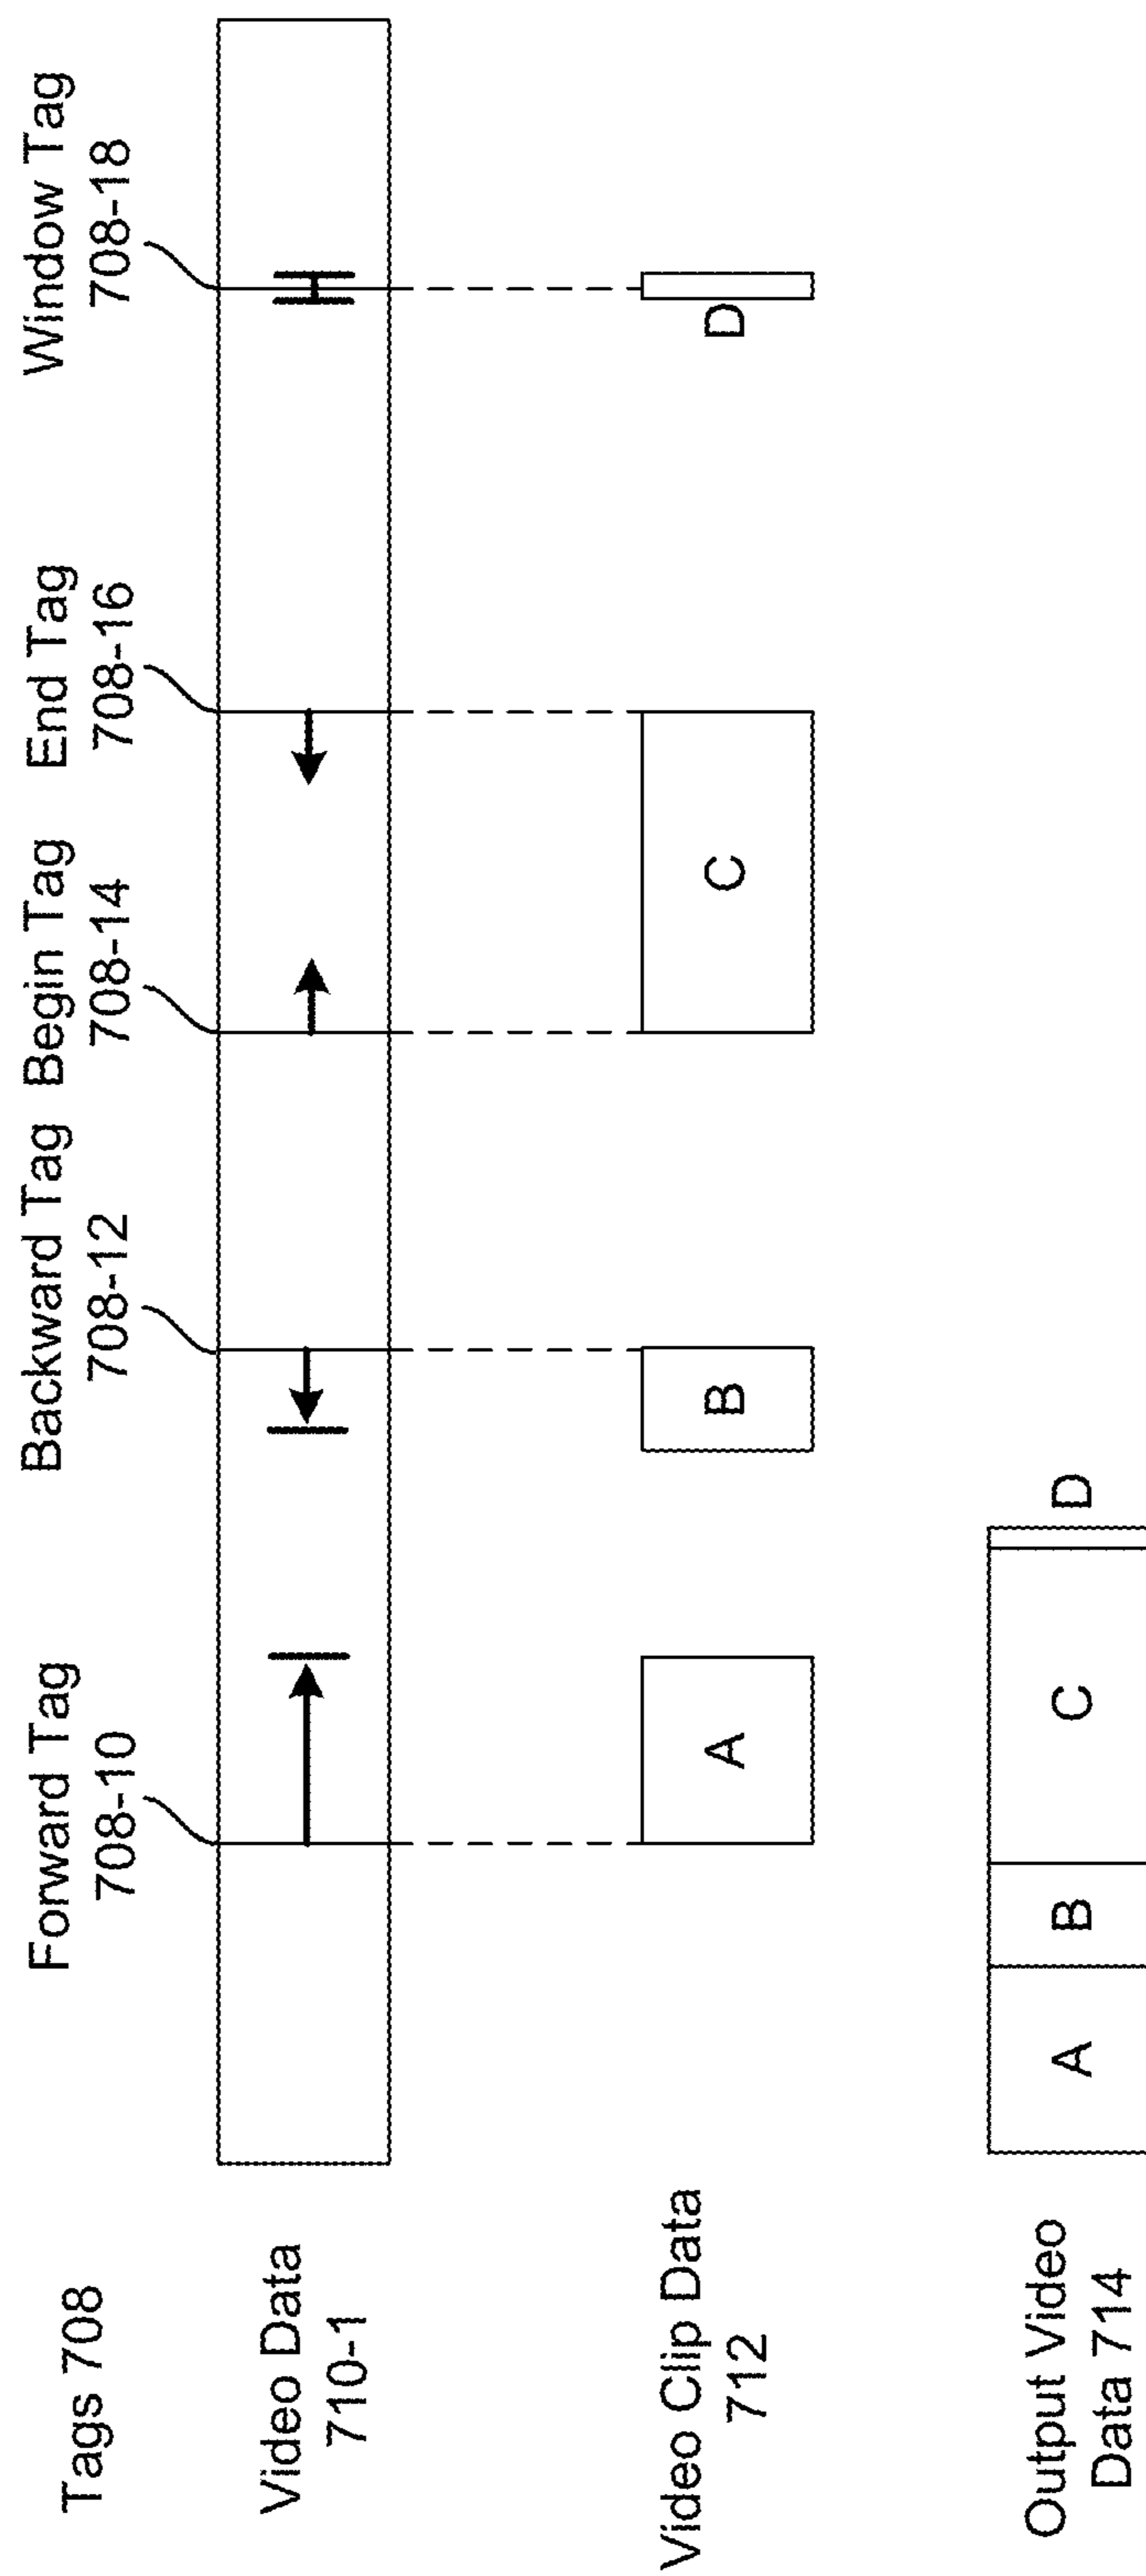 Tags 708
Forward Tag
708-10
Backward Tag
708-12
Begin Tag
708-14
End Tag
708-16
Window Tag
708-18
Video Data
710-1
Video Clip Data
712
A
B
C
D
Output Video
Data 714
A
B
C
D